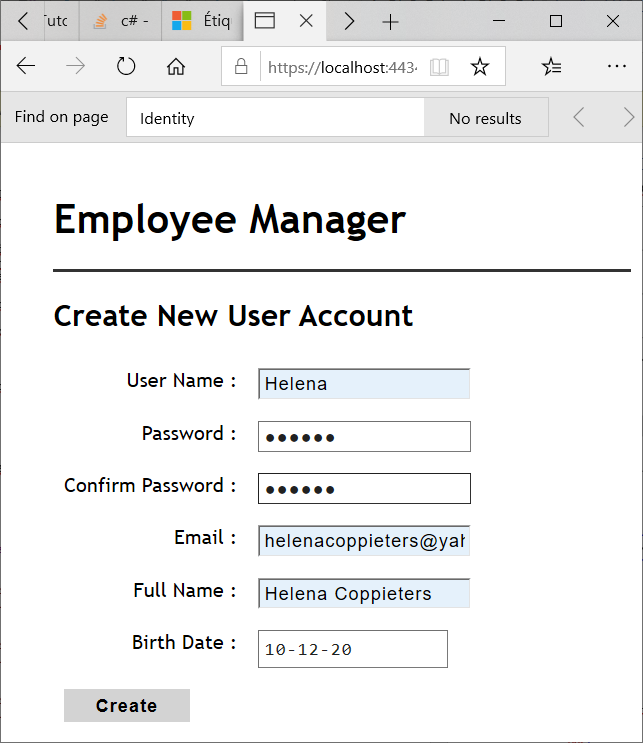 c# -
Étiq
https://localhost:443
Find on page
Identity
No results
Employee Manager
Create New User Account
User Name : Helena
Password : ●●●●●●
Confirm Password : ●●●●●●
Email : helenacoppieters@yah
Full Name : Helena Coppieters
Birth Date : 10-12-20
Create